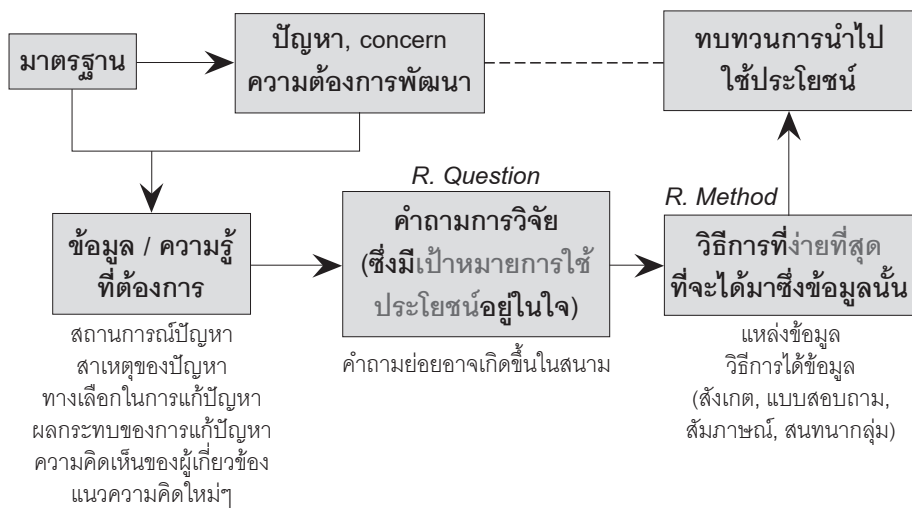 มาตรฐาน
ปัญหา, concern
ความต้องการพัฒนา
ทบทวนการนำไป
ใช้ประโยชน์
ข้อมูล / ความรู้
ที่ต้องการ
สถานการณ์ปัญหา
สาเหตุของปัญหา
ทางเลือกในการแก้ปัญหา
ผลกระทบของการแก้ปัญหา
ความคิดเห็นของผู้เกี่ยวข้อง
แนวความคิดใหม่ๆ
R. Question
คำถามการวิจัย
(ซึ่งมีเป้าหมายการใช้
ประโยชน์อยู่ในใจ)
คำถามย่อยอาจเกิดขึ้นในสนาม
R. Method
วิธีการที่ง่ายที่สุด
ที่จะได้มาซึ่งข้อมูลนั้น
แหล่งข้อมูล
วิธีการได้ข้อมูล
(สังเกต, แบบสอบถาม,
สัมภาษณ์, สนทนากลุ่ม)